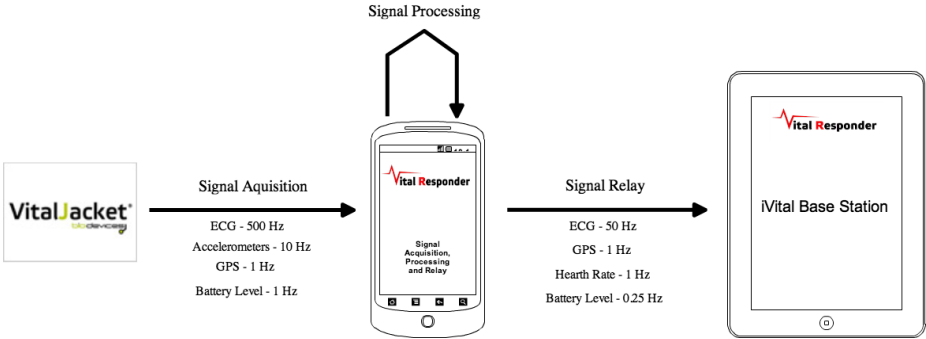 Signal Processing
VitalJacket®
biodevices
Signal Aquisition
ECG - 500 Hz
Accelerometers - 10 Hz
GPS - 1 Hz
Battery Level - 1 Hz
Vital Responder
Signal
Acquisition,
Processing
and Relay
Signal Relay
ECG - 50 Hz
GPS - 1 Hz
Hearth Rate - 1 Hz
Battery Level - 0.25 Hz
Vital Responder
iVital Base Station